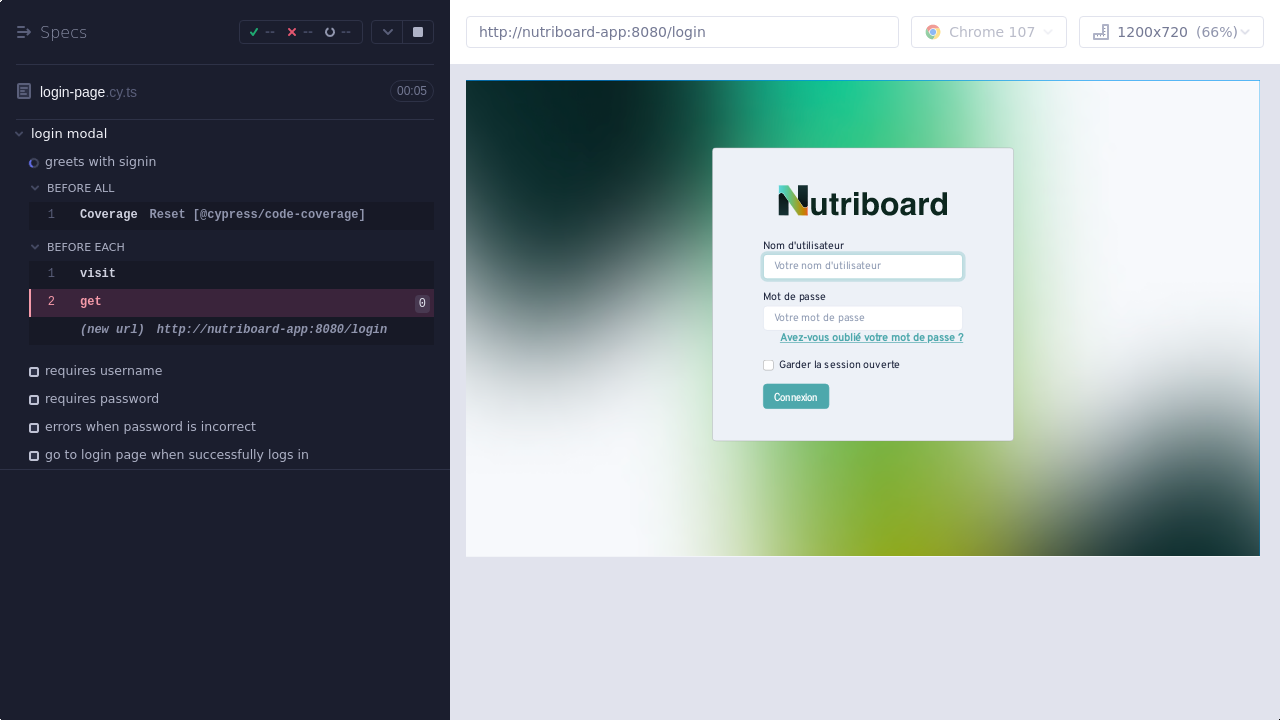 Specs
--
--
--
http://nutriboard-app:8080/login
Chrome 107
1200x720 (66%)
login-page.cy.ts
00:05
login modal
greets with signin
BEFORE ALL
1 Coverage Reset [@cypress/code-coverage]
BEFORE EACH
1 visit
2 get 0
(new url) http://nutriboard-app:8080/login
requires username
requires password
errors when password is incorrect
go to login page when successfully logs in
Nutriboard
Nom d'utilisateur
Votre nom d'utilisateur
Mot de passe
Votre mot de passe
Avez-vous oublié votre mot de passe ?
Garder la session ouverte
Connexion